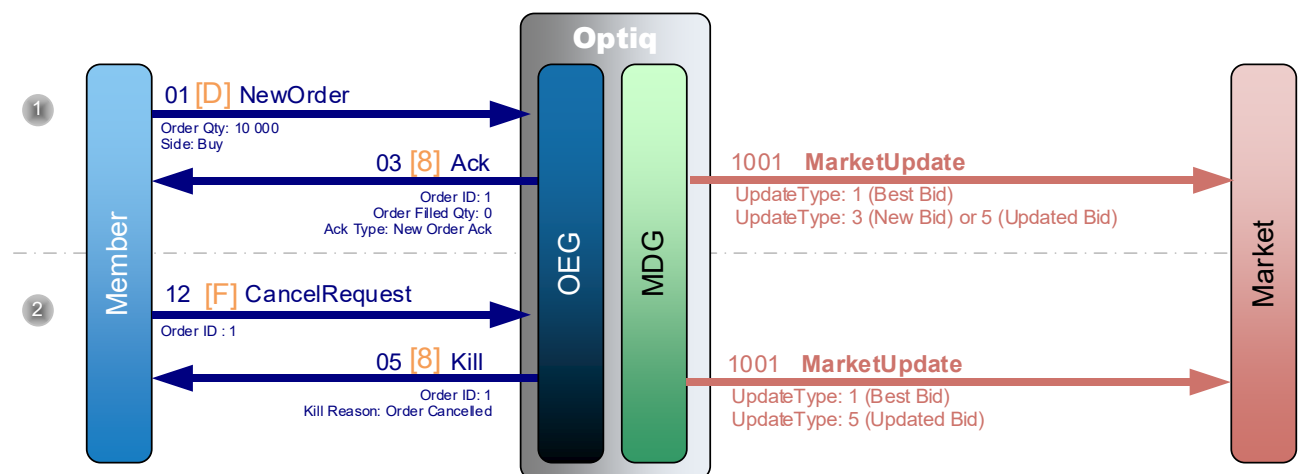 Optiq
1
01 [D] NewOrder
Order Qty: 10 000
Side: Buy
03 [8] Ack
Order ID: 1
Order Filled Qty: 0
Ack Type: New Order Ack
1001 MarketUpdate
UpdateType: 1 (Best Bid)
UpdateType: 3 (New Bid) or 5 (Updated Bid)
Member
OEG
MDG
Market
2
12 [F] CancelRequest
Order ID : 1
05 [8] Kill
Order ID: 1
Kill Reason: Order Cancelled
1001 MarketUpdate
UpdateType: 1 (Best Bid)
UpdateType: 5 (Updated Bid)